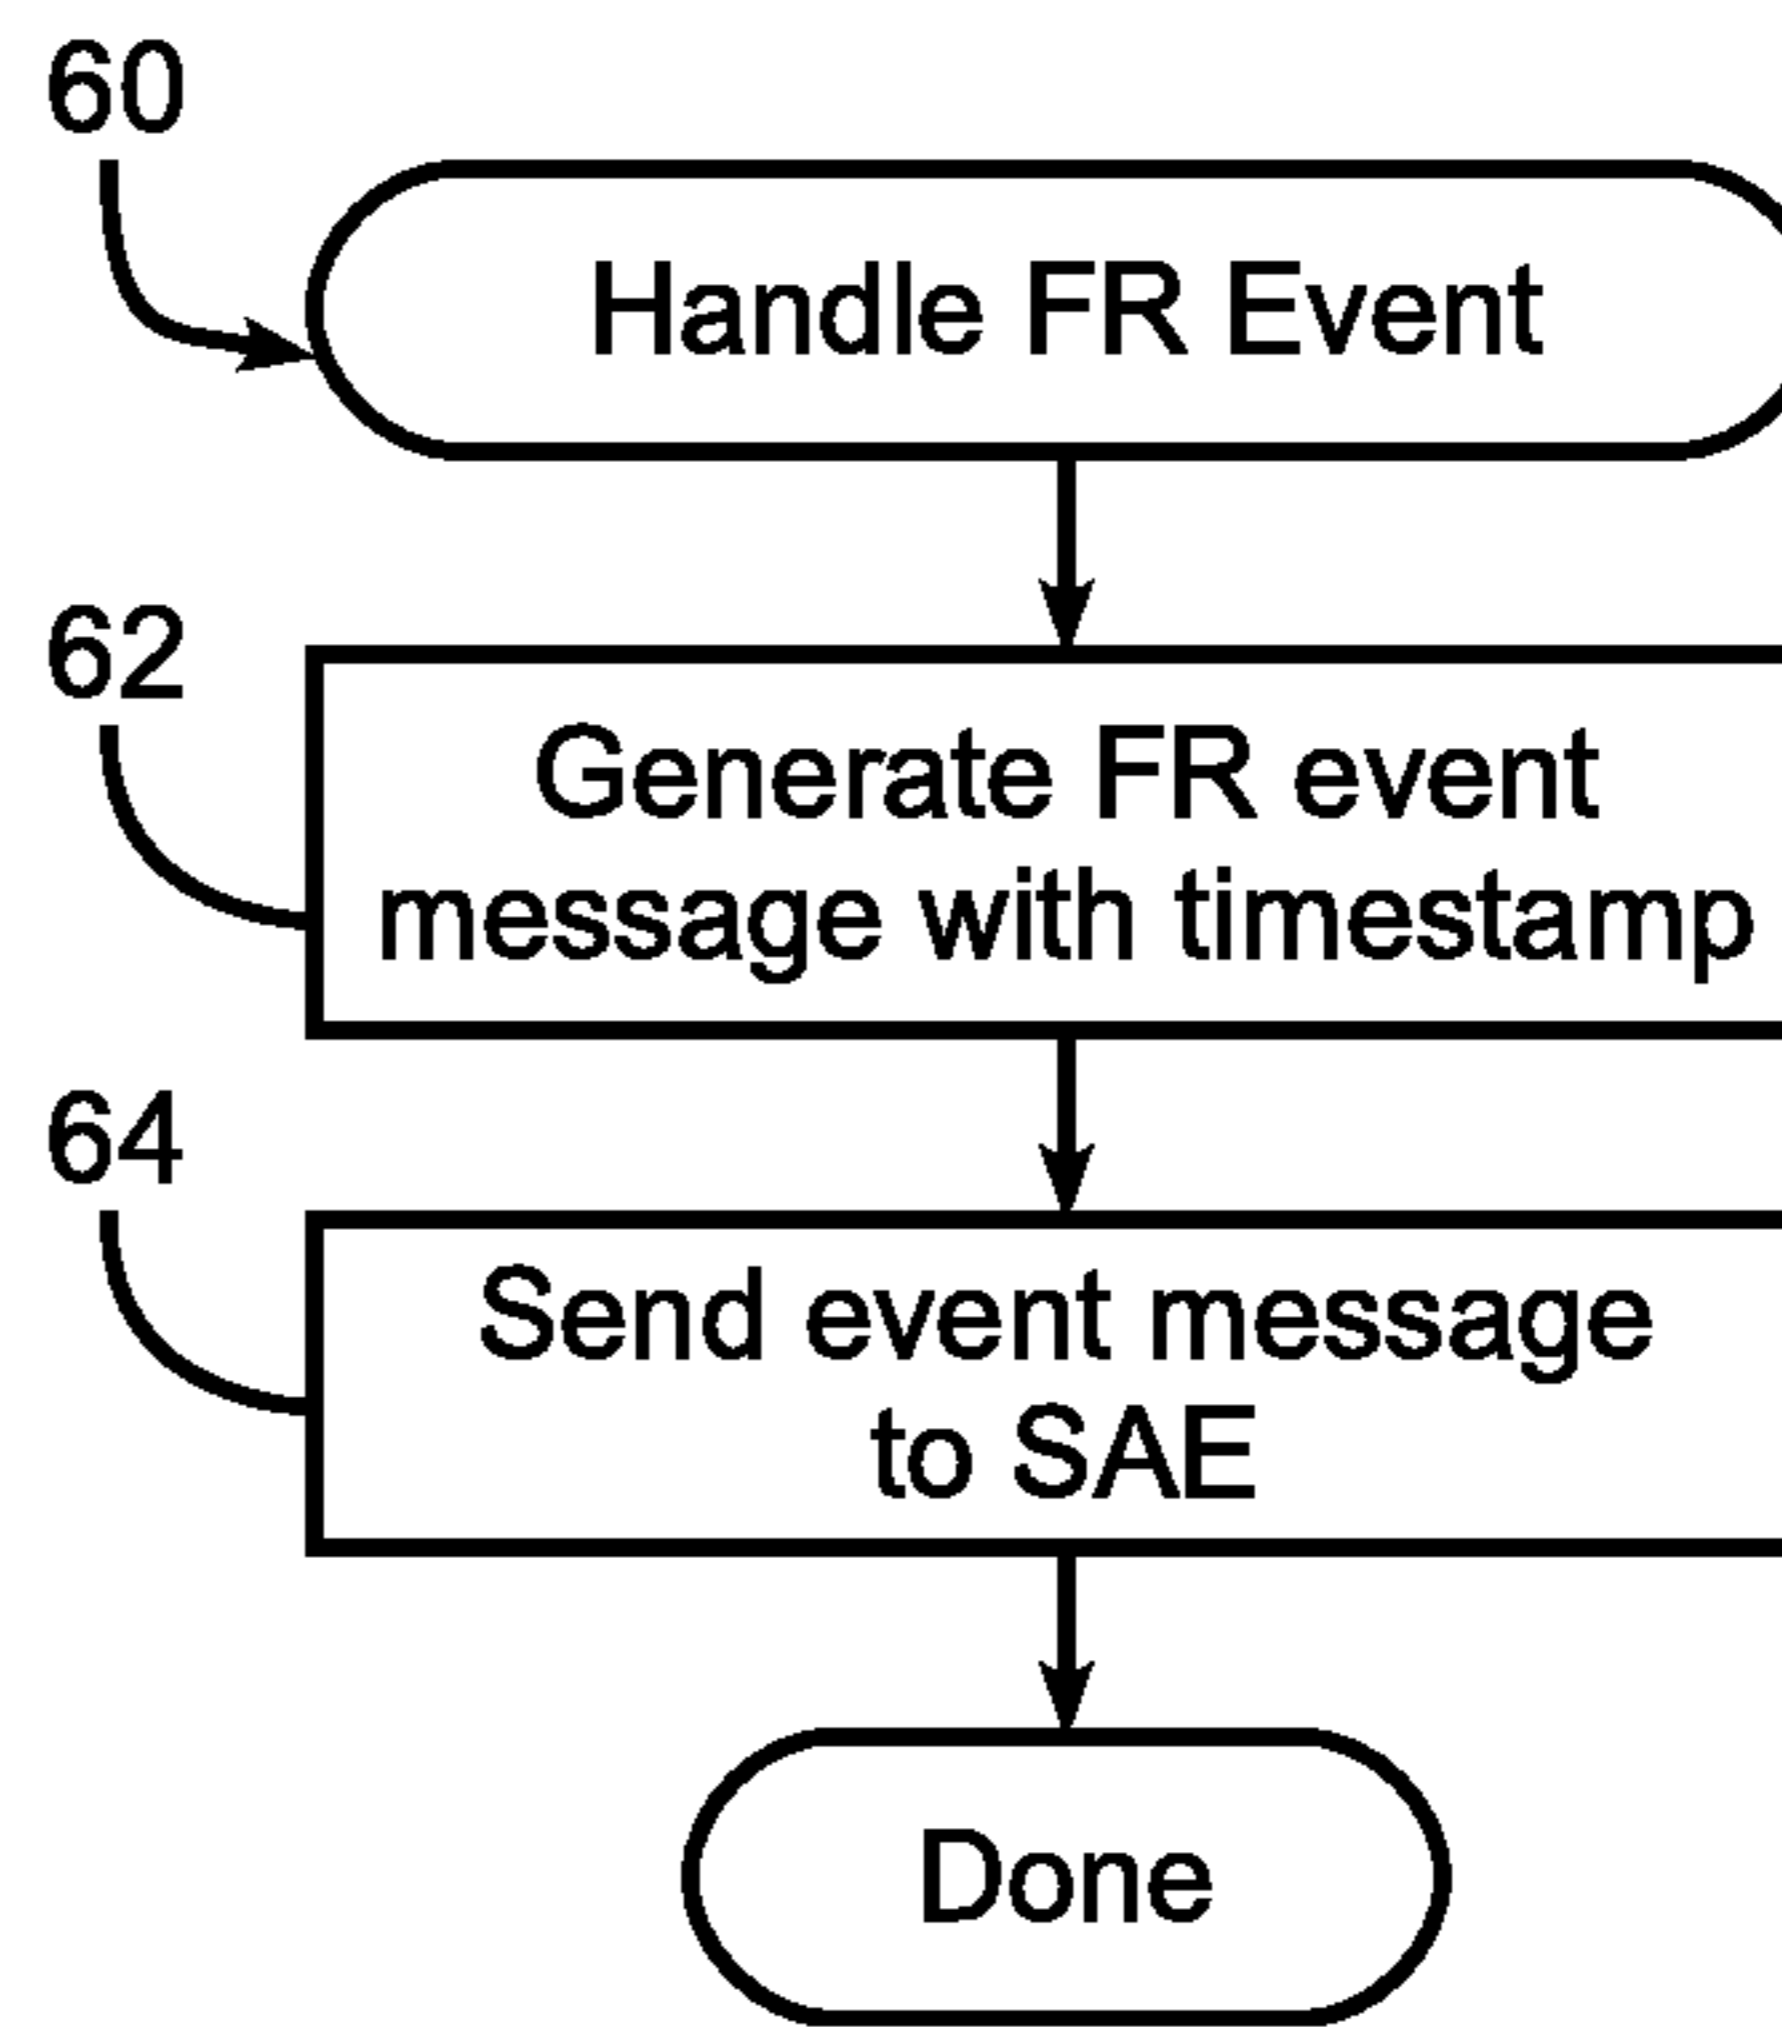 60
Handle FR Event
62
Generate FR event
message with timestamp
64
Send event message
to SAE
Done